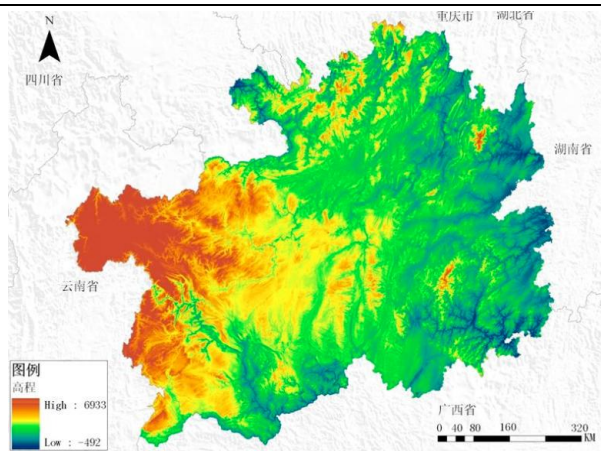 重庆市
湖北省
N
四川省
湖南省
云南省
图例
高程
High : 6933
Low : -492
广西省
0 40 80 160 240 320
KM